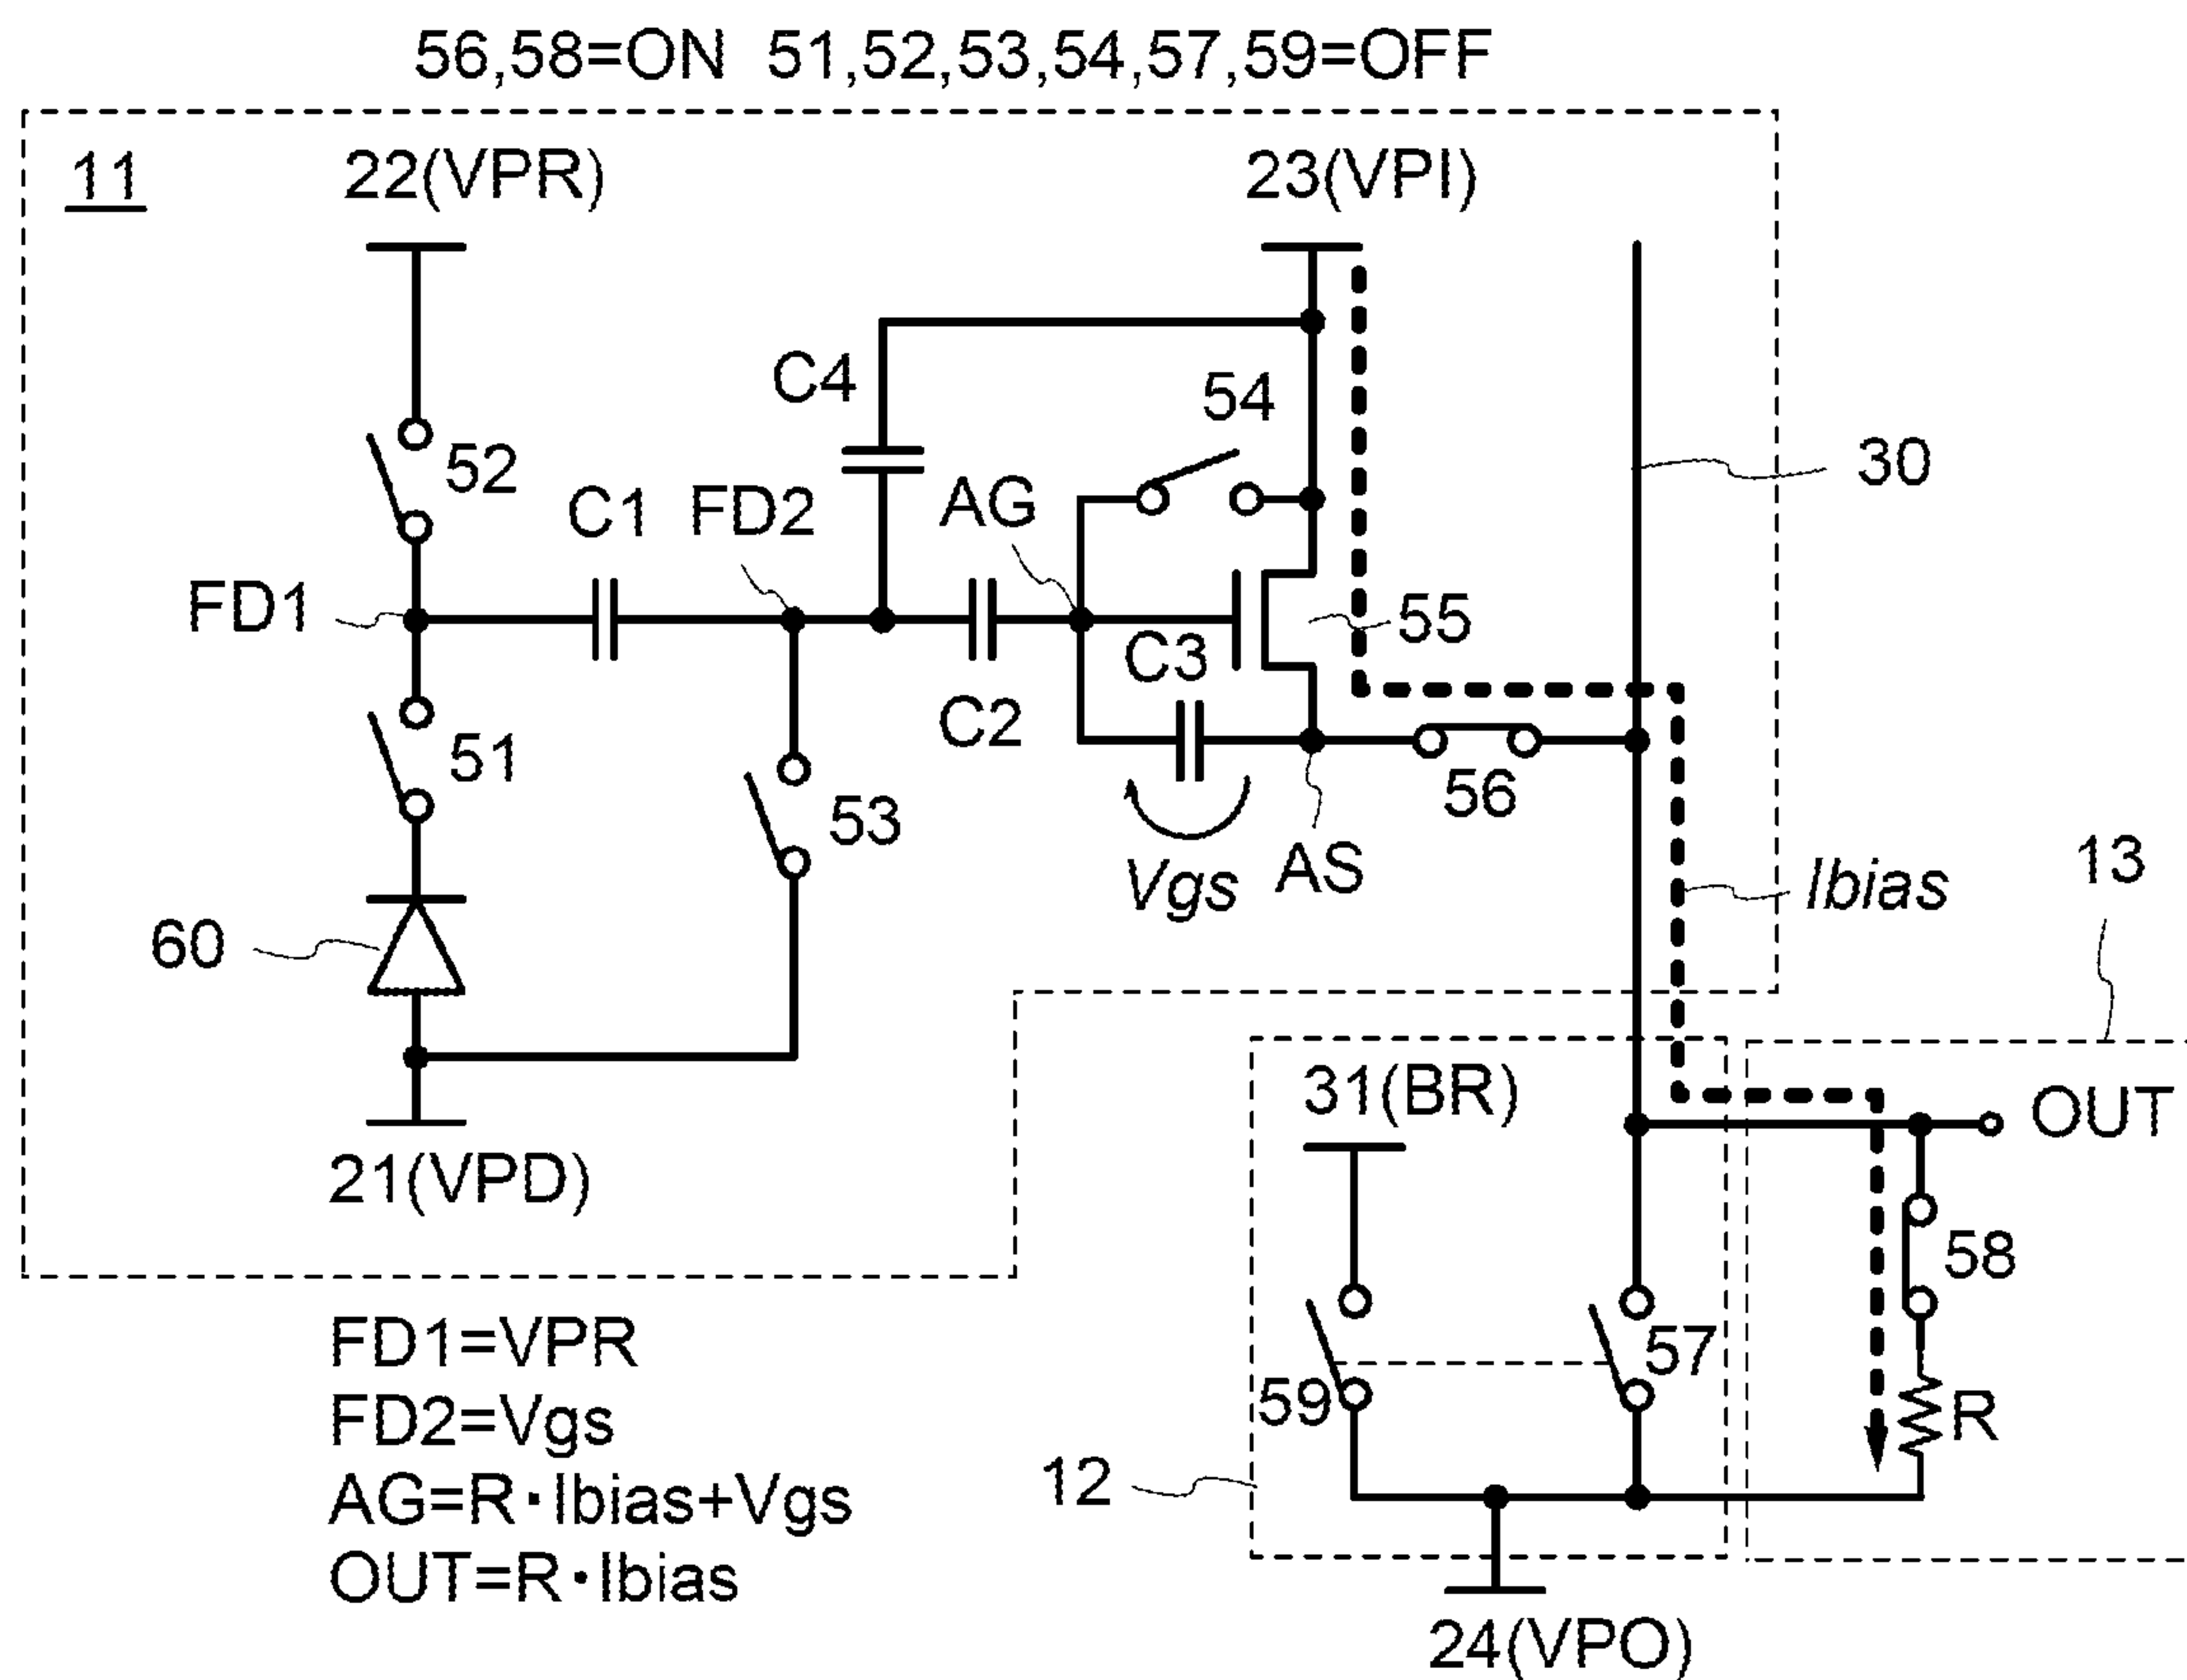 56,58=ON 51,52,53,54,57,59=OFF
11
22(VPR)
23(VPI)
C4
54
52
30
C1
FD2
AG
FD1
55
C3
C2
51
56
53
Vgs
AS
Ibias
13
60
31(BR)
OUT
21(VPD)
58
FD1=VPR
57
59
R
FD2=Vgs
12
AG=R·Ibias+Vgs
OUT=R·Ibias
24(VPO)